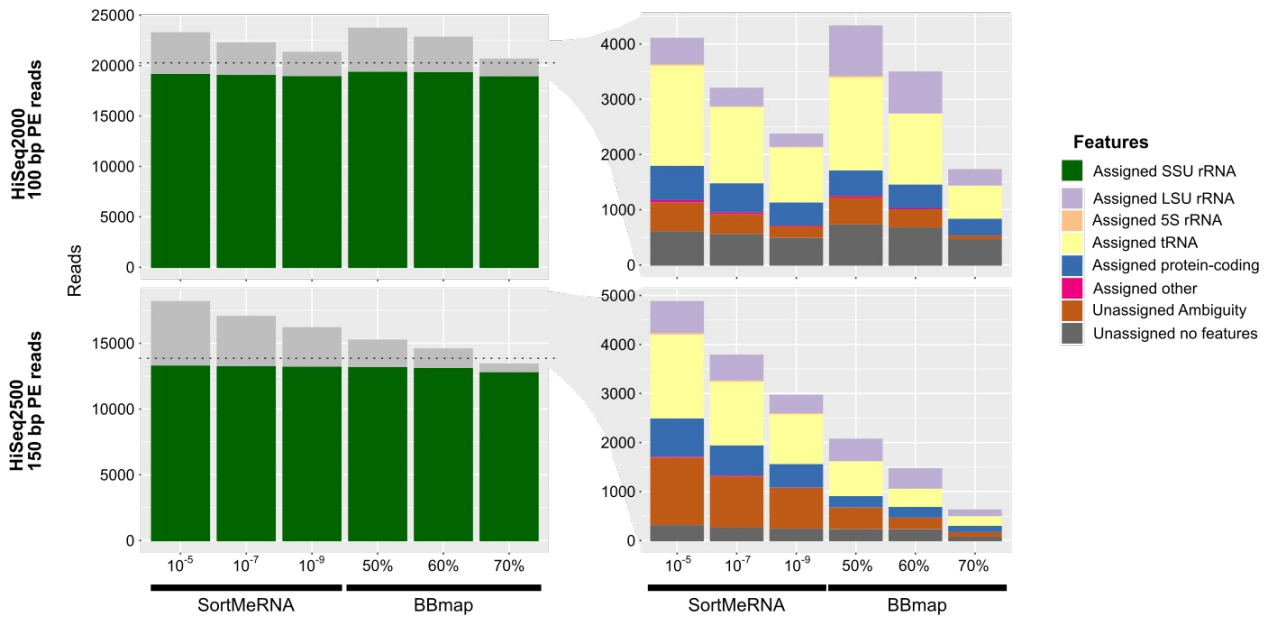 HiSeq2000
100 bp PE reads
HiSeq2500
150 bp PE reads
Reads
25000
20000
15000
10000
5000
0
15000
10000
5000
0
10-5
10-7
10-9
50%
60%
70%
SortMeRNA
BBmap
4000
3000
2000
1000
0
5000
4000
3000
2000
1000
0
10-5
10-7
10-9
50%
60%
70%
SortMeRNA
BBmap
Features
Assigned SSU rRNA
Assigned LSU rRNA
Assigned 5S rRNA
Assigned tRNA
Assigned protein-coding
Assigned other
Unassigned Ambiguity
Unassigned no features